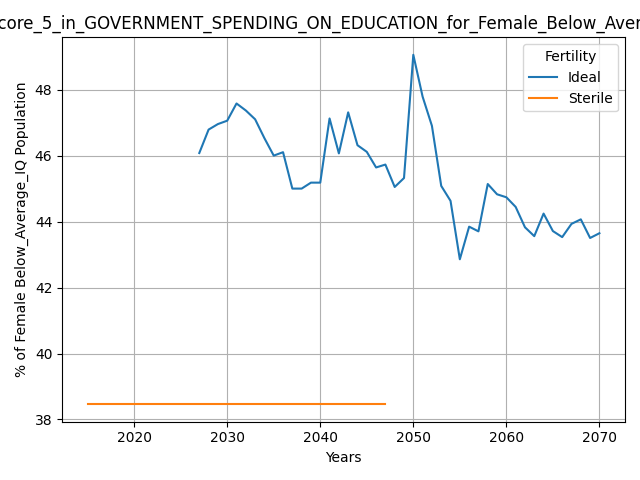 core_5_in_GOVERNMENT_SPENDING_ON_EDUCATION_for_Female_Below_Aver
Fertility
Ideal
Sterile
% of Female Below_Average_IQ Population
48
46
44
42
40
38
2020
2030
2040
2050
2060
2070
Years